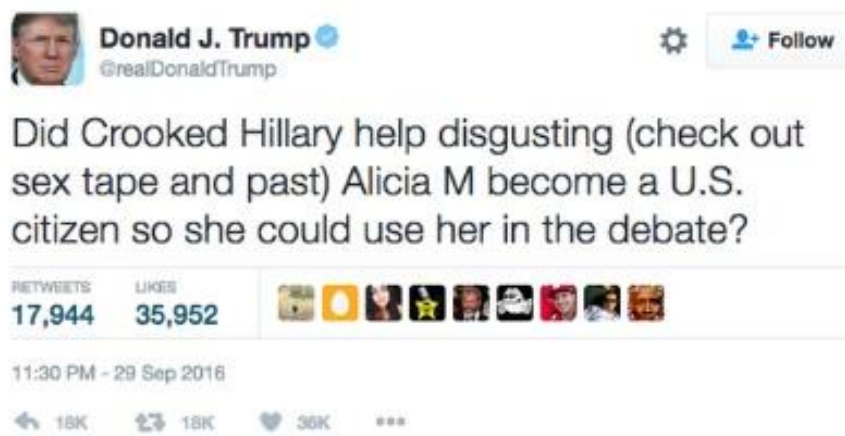 Donald J. Trump
Follow
@realDonaldTrump
Did Crooked Hillary help disgusting (check out
sex tape and past) Alicia M become a U.S.
citizen so she could use her in the debate?
RETWEETS LIKES
17,944 35,952
11:30 PM - 29 Sep 2016
18K 18K 36K